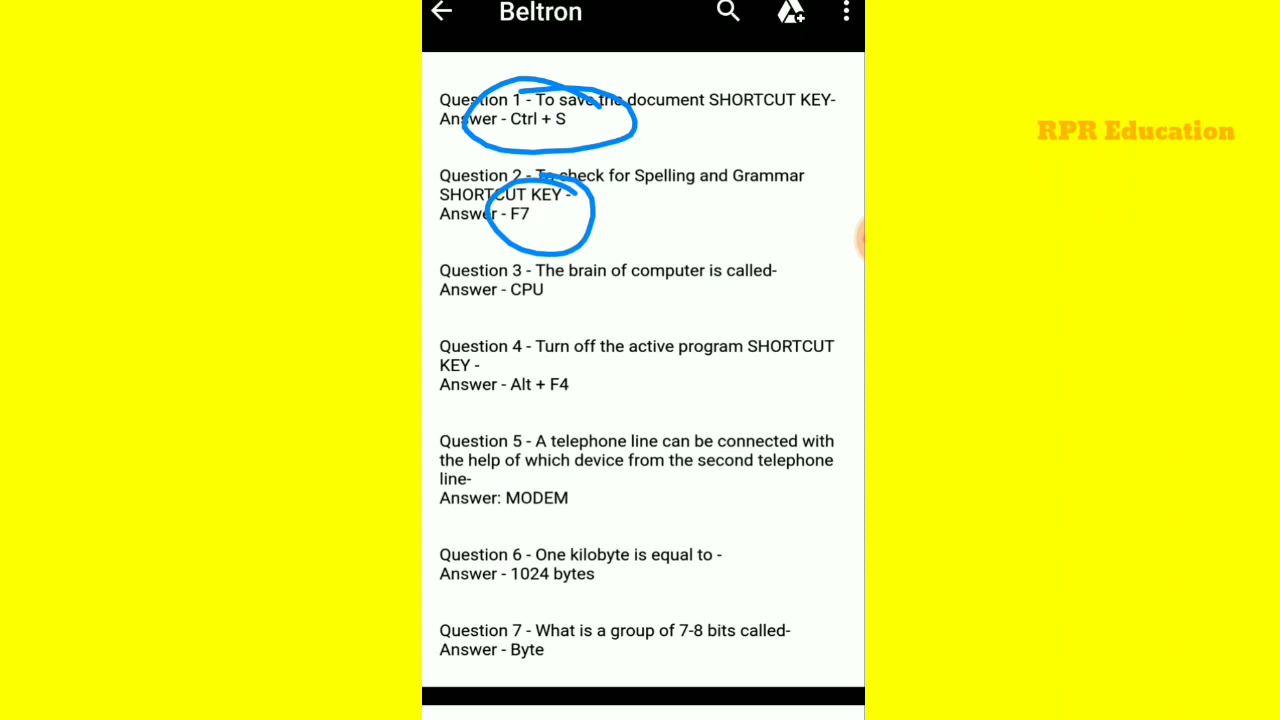 Beltron
Question 1 - To save the document SHORTCUT KEY-
Answer - Ctrl + S
Question 2 - To check for Spelling and Grammar
SHORTCUT KEY -
Answer - F7
Question 3 - The brain of computer is called-
Answer - CPU
Question 4 - Turn off the active program SHORTCUT
KEY -
Answer - Alt + F4
Question 5 - A telephone line can be connected with
the help of which device from the second telephone
line-
Answer: MODEM
Question 6 - One kilobyte is equal to -
Answer - 1024 bytes
Question 7 - What is a group of 7-8 bits called-
Answer - Byte
RPR Education